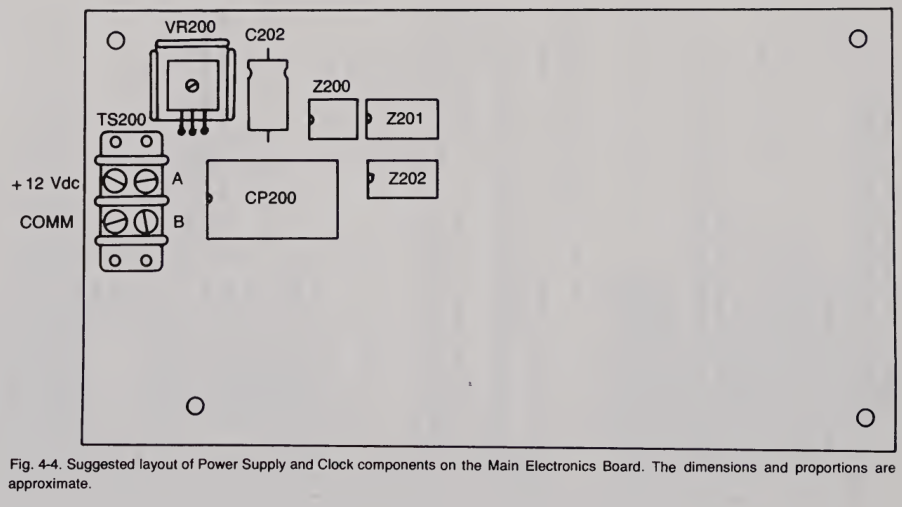 VR200
C202
Z200
TS200
Z201
+ 12 Vdc
A
Z202
CP200
COMM
B
Fig. 4-4. Suggested layout of Power Supply and Clock components on the Main Electronics Board. The dimensions and proportions are
approximate.